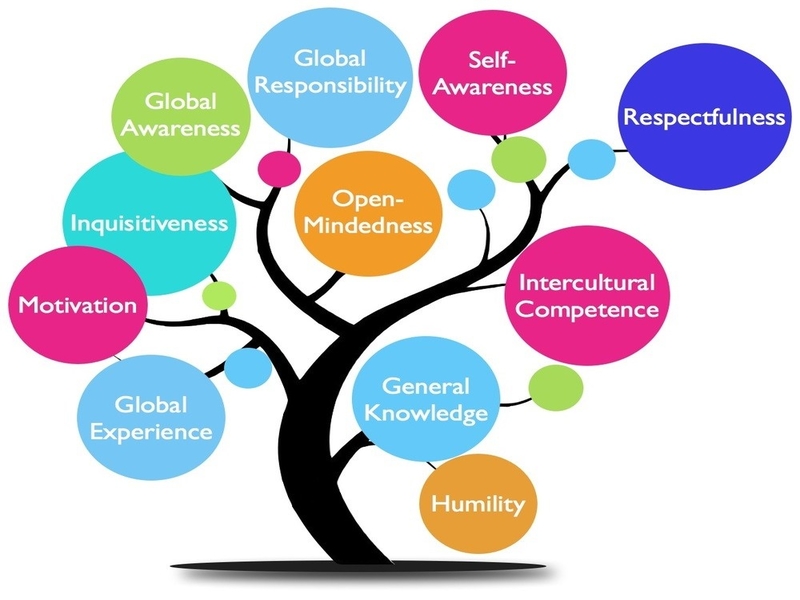 Global
Responsibility
Self-
Awareness
Global
Awareness
Respectfulness
Open-
Mindedness
Inquisitiveness
Motivation
Intercultural
Competence
Global
Experience
General
Knowledge
Humility